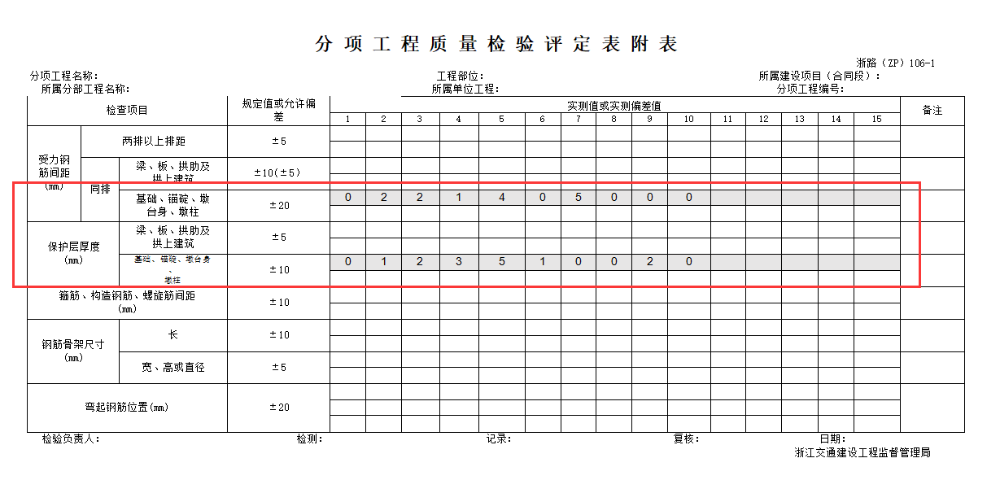 分项工程质量检验评定表附表
浙路（ZP）106-1
分项工程名称： 工程部位： 所属建设项目（合同段）：
所属分部工程名称： 所属单位工程： 分项工程编号：
检查项目 规定值或允许偏差 实测值或实测偏差值 备注
1 2 3 4 5 6 7 8 9 10 11 12 13 14 15
受力钢筋间距(mm) 两排以上排距 ±5
同排 梁、板、拱肋及拱上建筑 ±10(±5)
基础、锚碇、墩台身、墩柱 ±20 0 2 2 1 4 0 5 0 0 0
保护层厚度(mm) 梁、板、拱肋及拱上建筑 ±5
基础、锚碇、墩台身、墩柱 ±10 0 1 2 3 5 1 0 0 2 0
箍筋、构造钢筋、螺旋筋间距(mm) ±10
钢筋骨架尺寸(mm) 长 ±10
宽、高或直径 ±5
弯起钢筋位置(mm) ±20
检验负责人： 检测： 记录： 复核： 日期：
浙江交通建设工程监督管理局